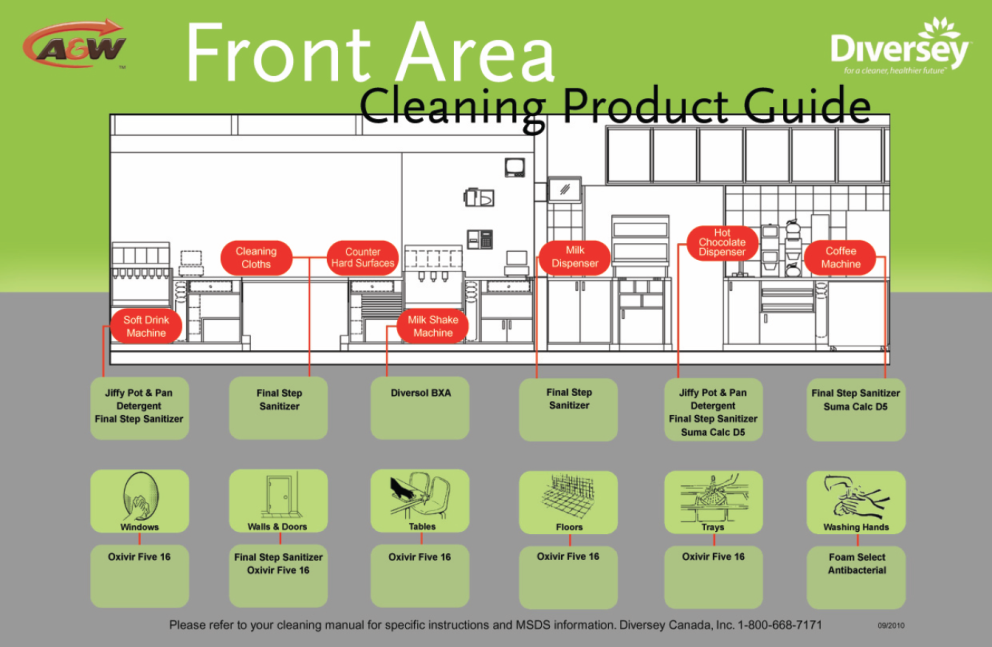 A&W
Front Area
Cleaning Product Guide
Diversey
for a cleaner, healthier future™
Cleaning
Cloths
Counter
Hard Surfaces
Milk
Dispenser
Hot
Chocolate
Dispenser
Coffee
Machine
Soft Drink
Machine
Milk Shake
Machine
Jiffy Pot & Pan
Detergent
Final Step Sanitizer
Final Step
Sanitizer
Diversol BXA
Final Step
Sanitizer
Jiffy Pot & Pan
Detergent
Final Step Sanitizer
Suma Calc D5
Final Step Sanitizer
Suma Calc D5
Windows
Walls & Doors
Tables
Floors
Trays
Washing Hands
Oxivir Five 16
Final Step Sanitizer
Oxivir Five 16
Oxivir Five 16
Oxivir Five 16
Oxivir Five 16
Foam Select
Antibacterial
Please refer to your cleaning manual for specific instructions and MSDS information. Diversey Canada, Inc. 1-800-668-7171
09/2010